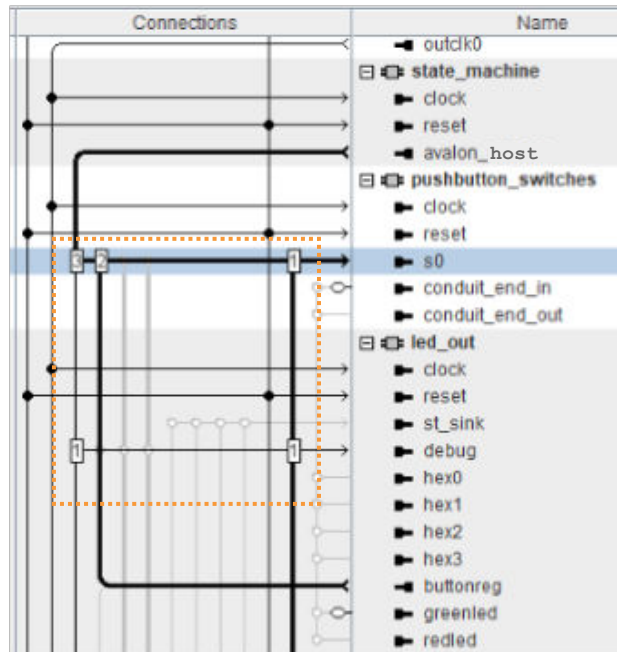 Connections Name
outclk0
state_machine
clock
reset
avalon_host
pushbutton_switches
clock
reset
3 2 1 s0
conduit_end_in
conduit_end_out
led_out
clock
reset
st_sink
1 1 debug
hex0
hex1
hex2
hex3
buttonreg
greenled
redled